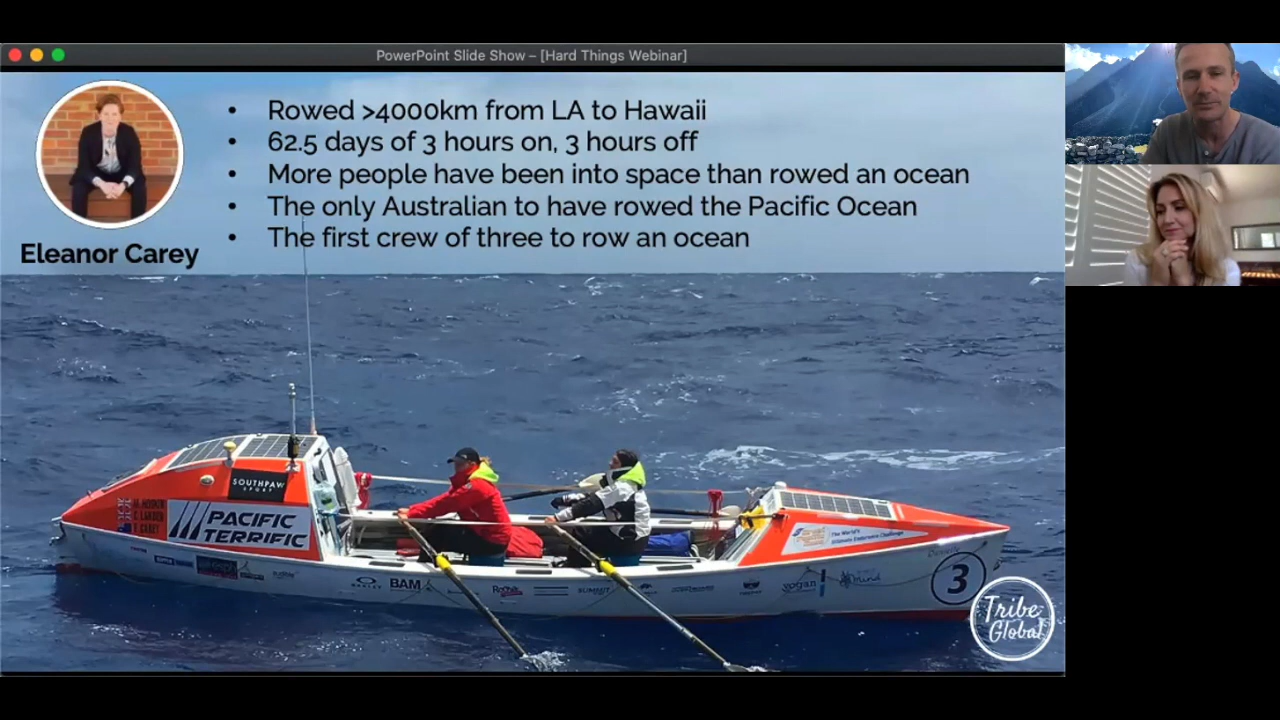 PowerPoint Slide Show – [Hard Things Webinar]
• Rowed >4000km from LA to Hawaii
• 62.5 days of 3 hours on, 3 hours off
• More people have been into space than rowed an ocean
• The only Australian to have rowed the Pacific Ocean
• The first crew of three to row an ocean
Eleanor Carey
SOUTHPAW
PACIFIC
TERRIFIC
BAM
3
Tribe
Global